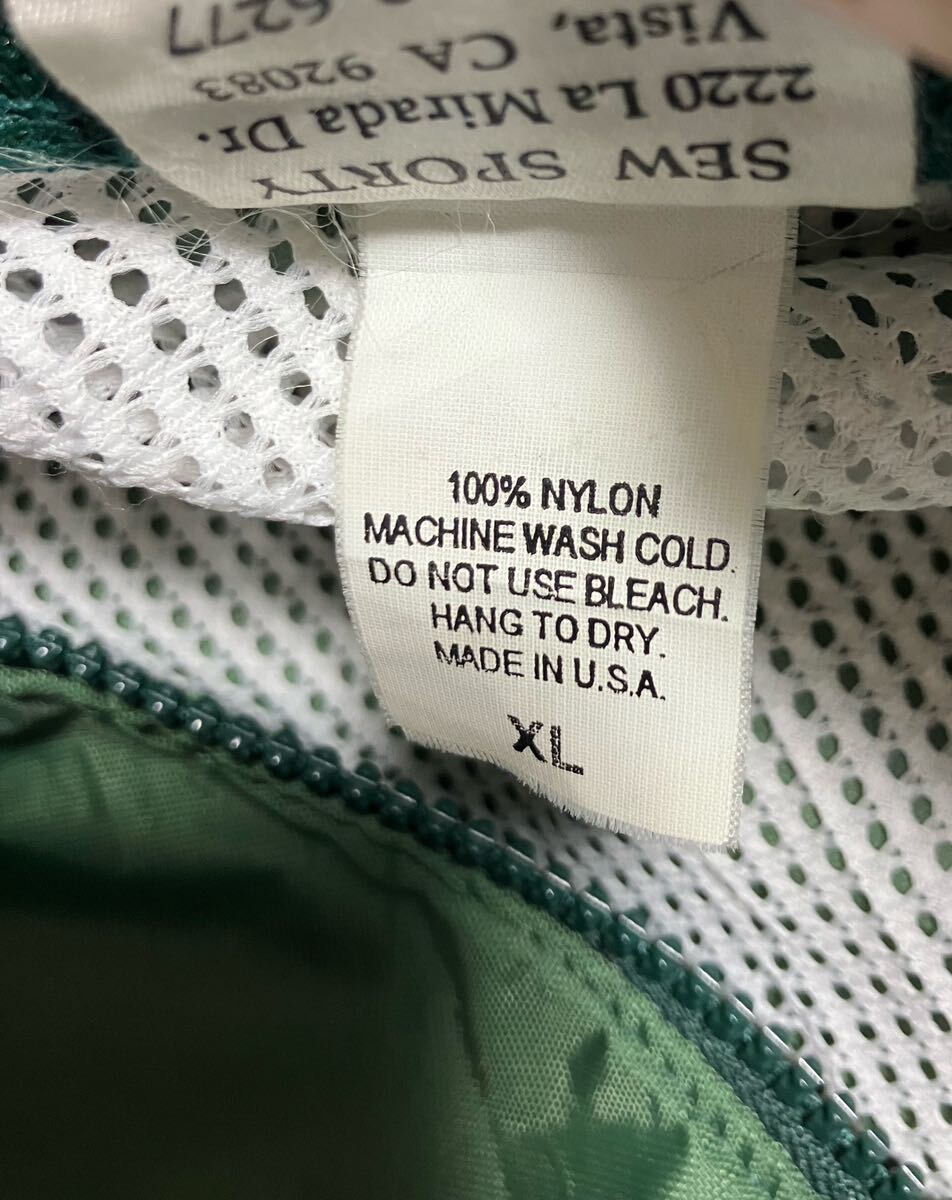 SEW SPORTY
2220 La Mirada Dr.
Vista, CA 92083
6277
100% NYLON
MACHINE WASH COLD.
DO NOT USE BLEACH.
HANG TO DRY.
MADE IN U.S.A.
XL